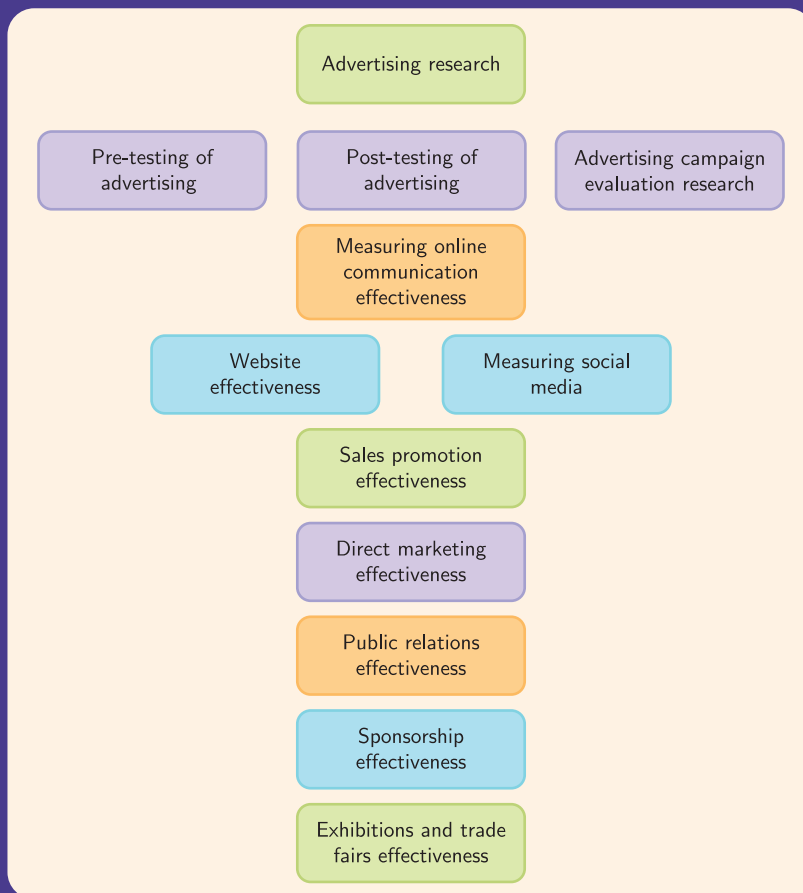 Advertising research
Pre-testing of
advertising
Post-testing of
advertising
Advertising campaign
evaluation research
Measuring online
communication
effectiveness
Website
effectiveness
Measuring social
media
Sales promotion
effectiveness
Direct marketing
effectiveness
Public relations
effectiveness
Sponsorship
effectiveness
Exhibitions and trade
fairs effectiveness